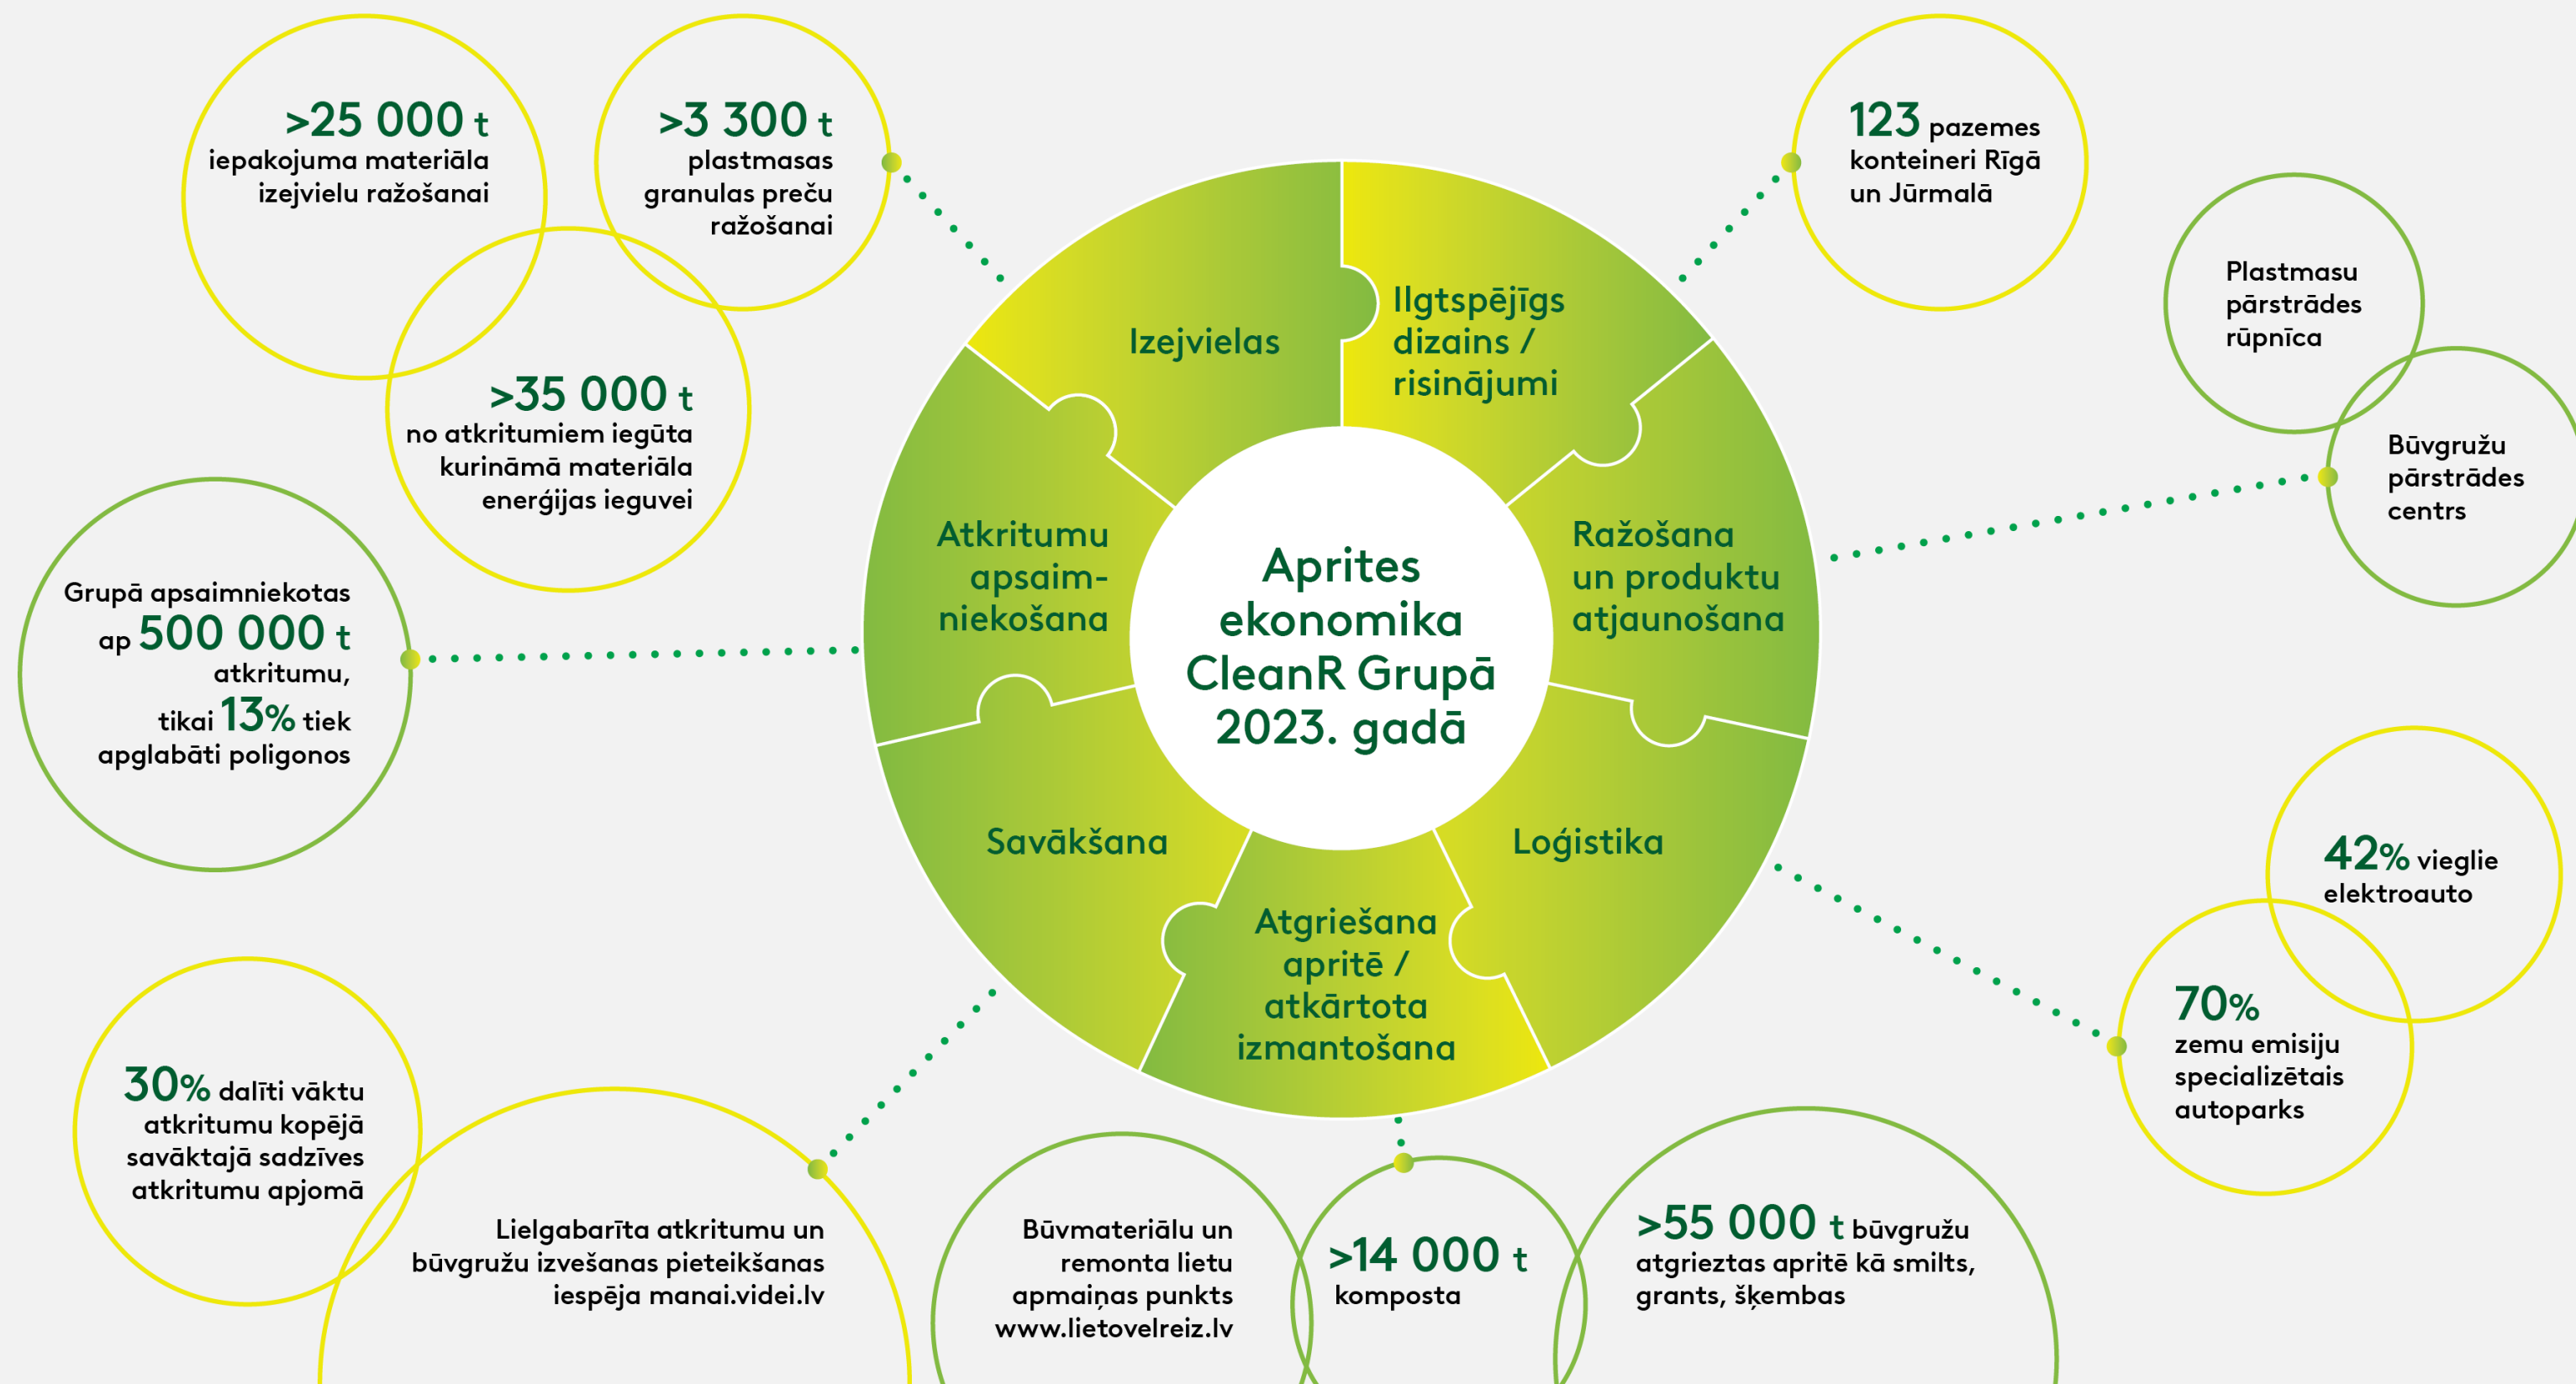 >25 000 t
iepakojuma materiāla
izejvielu ražošanai
>3 300 t
plastmasas
granulas preču
ražošanai
>35 000 t
no atkritumiem iegūta
kurināmā materiāla
enerģijas ieguvei
123 pazemes
konteineri Rīgā
un Jūrmalā
Plastmasu
pārstrādes
rūpnīca
Būvgružu
pārstrādes
centrs
Izejvielas
Ilgtspējīgs
dizains /
risinājumi
Atkritumu
apsaim-
niekošana
Ražošana
un produktu
atjaunošana
Aprites
ekonomika
CleanR Grupā
2023. gadā
Savākšana
Loģistika
Atgriešana
apritē /
atkārtota
izmantošana
Grupā apsaimniekotas
ap 500 000 t
atkritumu,
tikai 13% tiek
apglabāti poligonos
42% vieglie
elektroauto
70%
zemu emisiju
specializētais
autoparks
30% dalīti vāktu
atkritumu kopējā
savāktajā sadzīves
atkritumu apjomā
Lielgabarīta atkritumu un
būvgružu izvešanas pieteikšanas
iespēja manai.videi.lv
Būvmateriālu un
remonta lietu
apmaiņas punkts
www.lietovelreiz.lv
>14 000 t
komposta
>55 000 t būvgružu
atgrieztas apritē kā smilts,
grants, šķembas